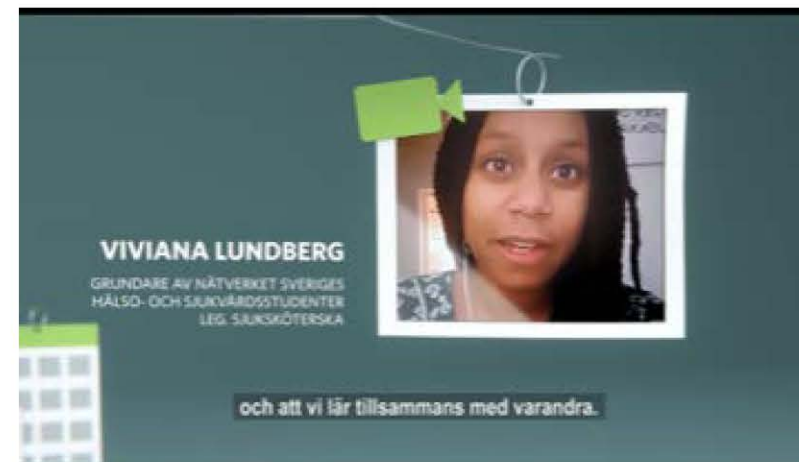 VIVIANA LUNDBERG
GRUNDARE AV NÄTVERKET SVERIGES
HÄLSO- OCH SJUKVÅRDSSTUDENTER
LEG. SJUKSKÖTERSKA
och att vi lär tillsammans med varandra.